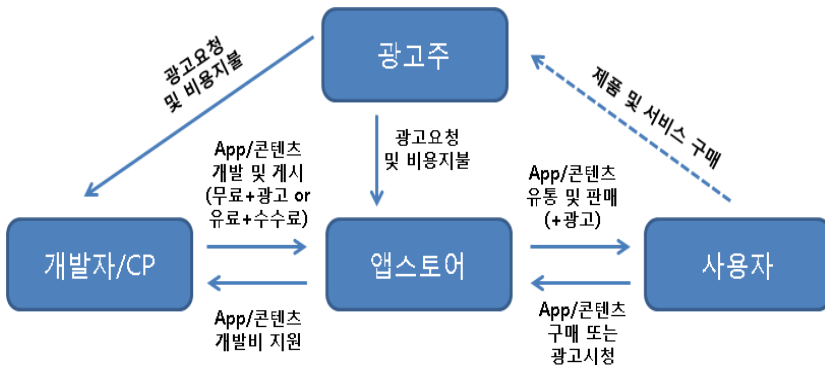 광고주
광고요청
및 비용지불
제품 및 서비스 구매
광고요청
및 비용지불
App/콘텐츠
개발 및 게시
(무료+광고 or
유료+수수료)
App/콘텐츠
유통 및 판매
(+광고)
개발자/CP
앱스토어
사용자
App/콘텐츠
개발비 지원
App/콘텐츠
구매 또는
광고시청